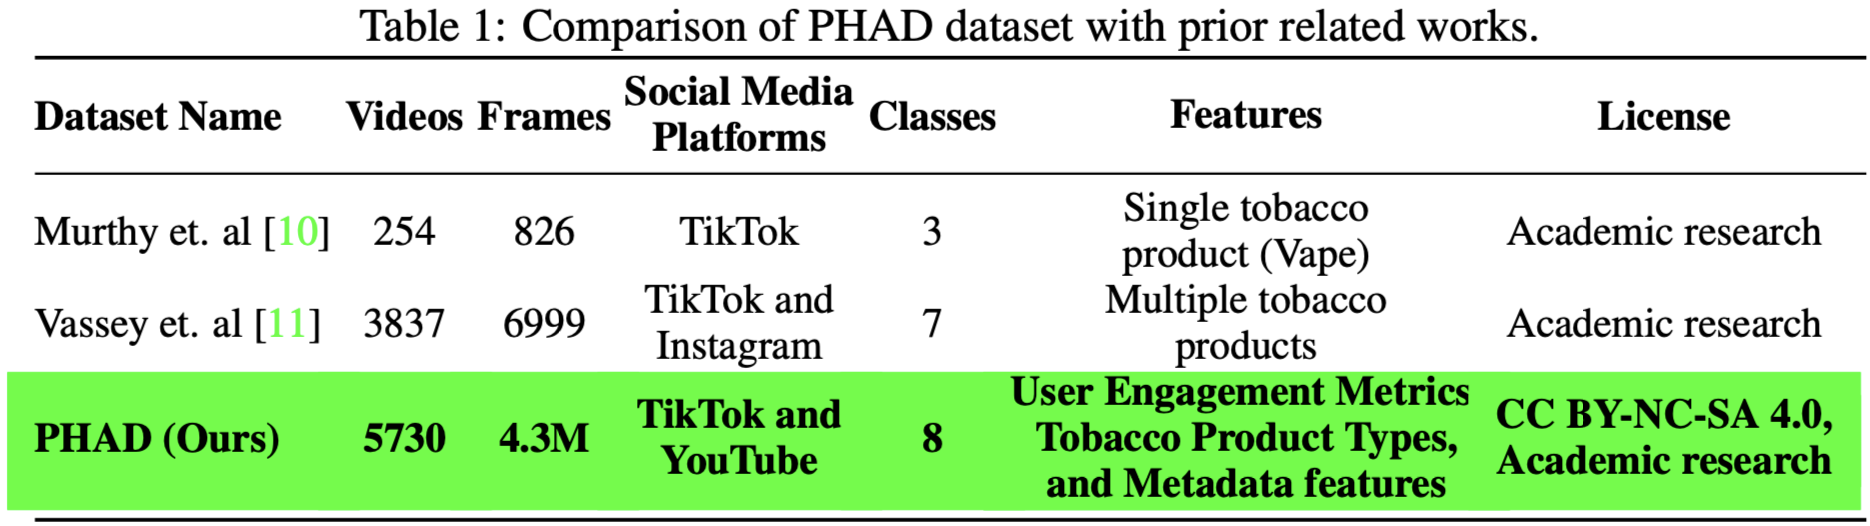 Table 1: Comparison of PHAD dataset with prior related works.
Dataset Name Videos Frames Social Media Platforms Classes Features License
Murthy et. al [10] 254 826 TikTok 3 Single tobacco product (Vape) Academic research
Vassey et. al [11] 3837 6999 TikTok and Instagram 7 Multiple tobacco products Academic research
PHAD (Ours) 5730 4.3M TikTok and YouTube 8 User Engagement Metrics Tobacco Product Types, and Metadata features CC BY-NC-SA 4.0, Academic research